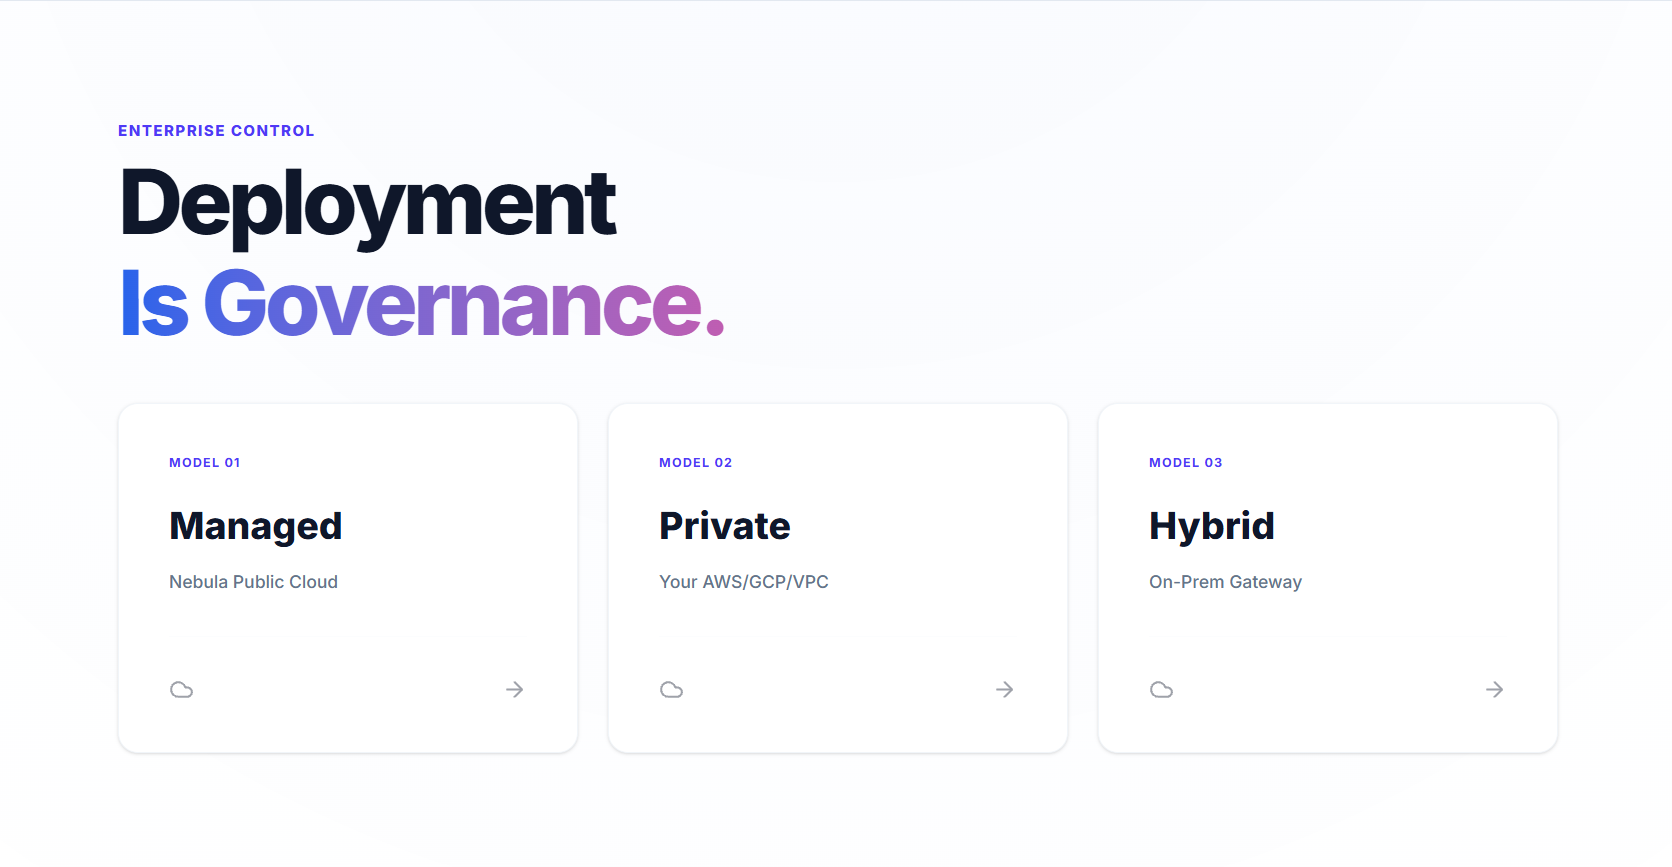 ENTERPRISE CONTROL
Deployment
Is Governance.
MODEL 01
Managed
Nebula Public Cloud
MODEL 02
Private
Your AWS/GCP/VPC
MODEL 03
Hybrid
On-Prem Gateway